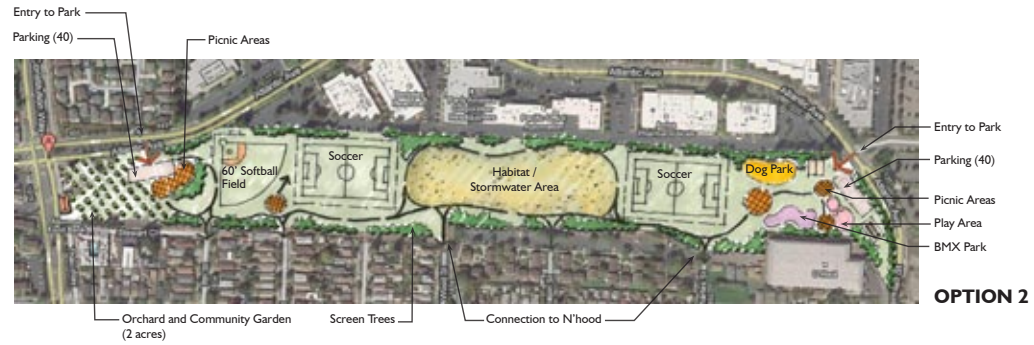 Entry to Park
Parking (40)
Picnic Areas
Atlantic Ave
Atlantic Ave
Entry to Park
Parking (40)
Picnic Areas
Play Area
BMX Park
60' Softball
Field
Soccer
Habitat /
Stormwater Area
Soccer
Dog Park
OPTION 2
Orchard and Community Garden
(2 acres)
Screen Trees
Connection to N'hood